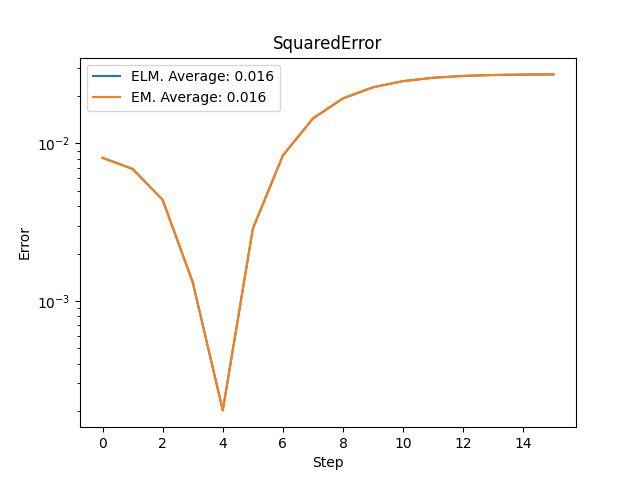 SquaredError
ELM. Average: 0.016
EM. Average: 0.016
10⁻²
10⁻³
Error
0 2 4 6 8 10 12 14
Step